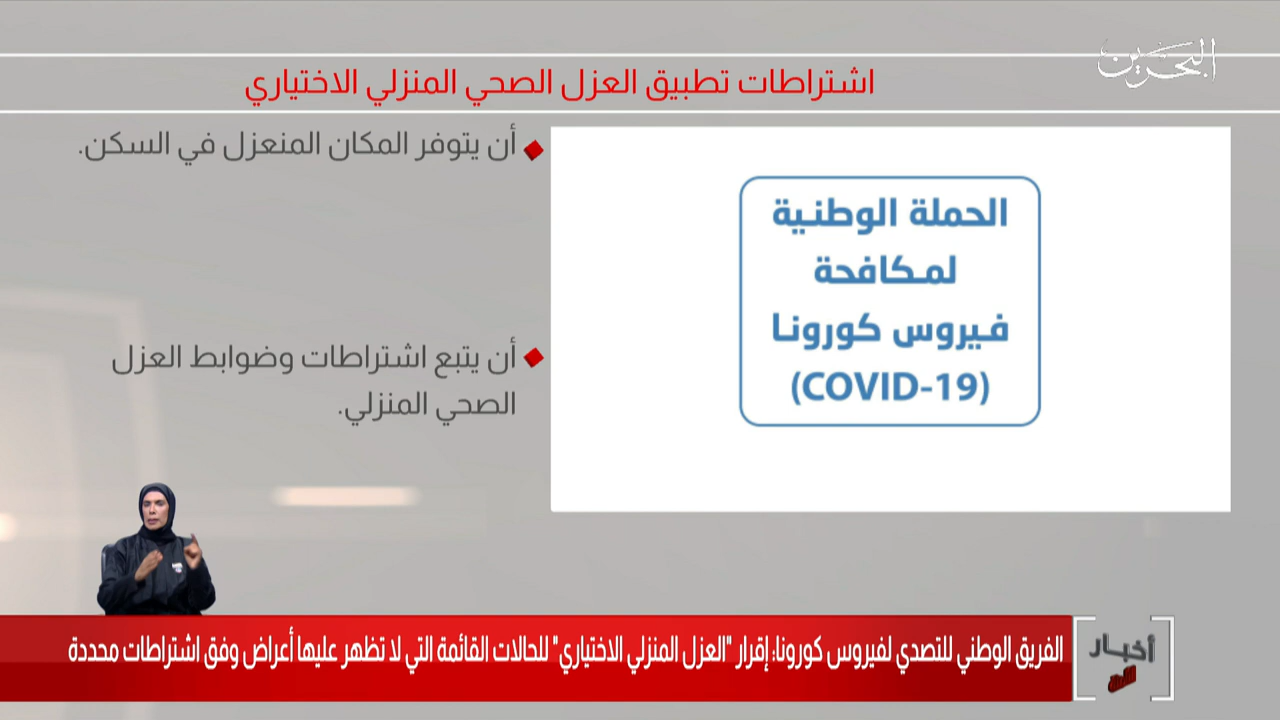 البحرين
اشتراطات تطبيق العزل الصحي المنزلي الاختياري
أن يتوفر المكان المنعزل في السكن.
أن يتبع اشتراطات وضوابط العزل
الصحي المنزلي.
الحملة الوطنية
لمكافحة
فيروس كورونا
(COVID-19)
الفريق الوطني للتصدي لفيروس كورونا: إقرار "العزل المنزلي الاختياري" للحالات القائمة التي لا تظهر عليها أعراض وفق اشتراطات محددة
أخبار